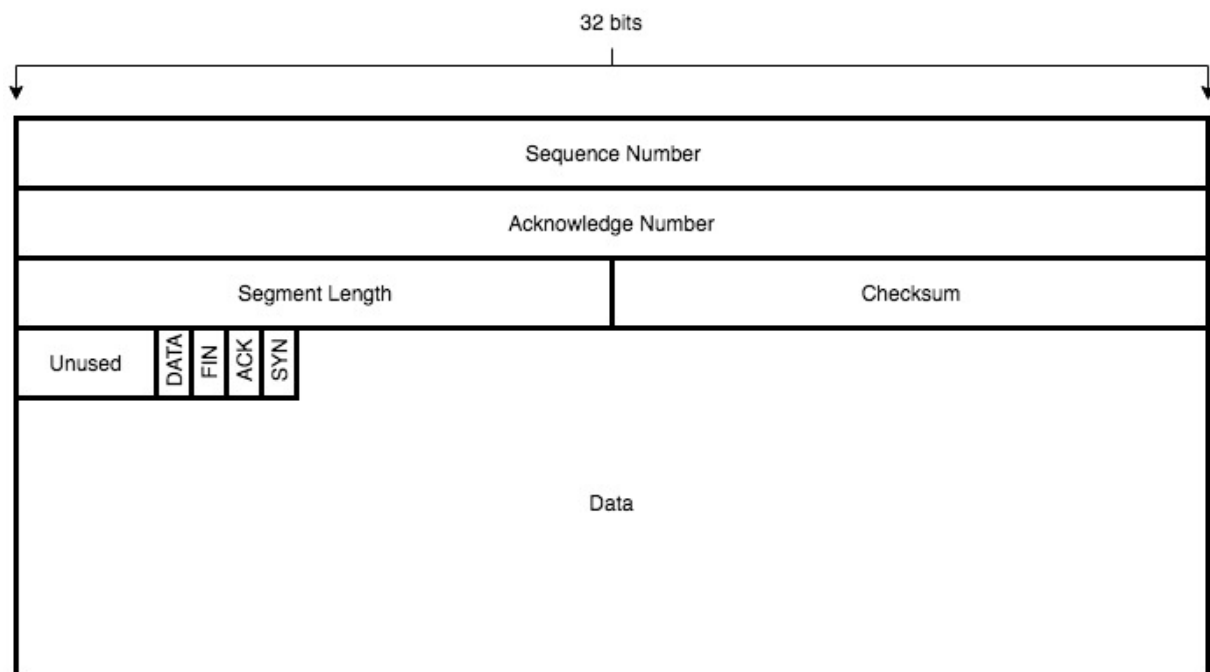 32 bits
Sequence Number
Acknowledge Number
Segment Length
Checksum
Unused
DATA
FIN
ACK
SYN
Data